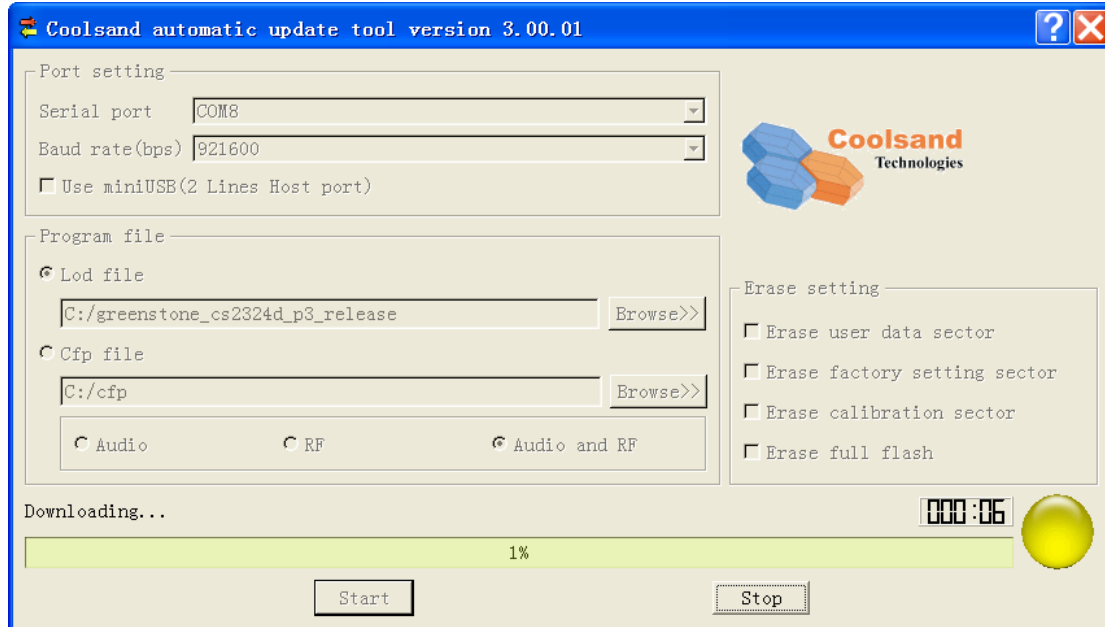 Coolsand automatic update tool version 3.00.01
Port setting
Serial port COM8
Baud rate(bps) 921600
Use miniUSB(2 Lines Host port)
Coolsand
Technologies
Program file
Lod file
C:/greenstone_cs2324d_p3_release Browse>>
Cfp file
C:/cfp Browse>>
Audio RF Audio and RF
Erase setting
Erase user data sector
Erase factory setting sector
Erase calibration sector
Erase full flash
Downloading... 000:06
1%
Start Stop